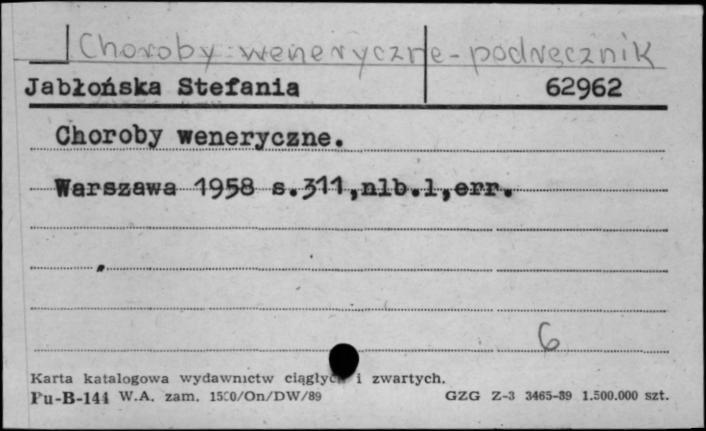 Choroby weneryczne - podręcznik
Jabłońska Stefania 62962
Choroby weneryczne.
Warszawa 1958 s.311,nlb.1,err.
6
Karta katalogowa wydawnictw ciągłych i zwartych.
Pu-B-144 W.A. zam. 1500/On/DW/89 GZG Z-3 3465-89 1.500.000 szt.